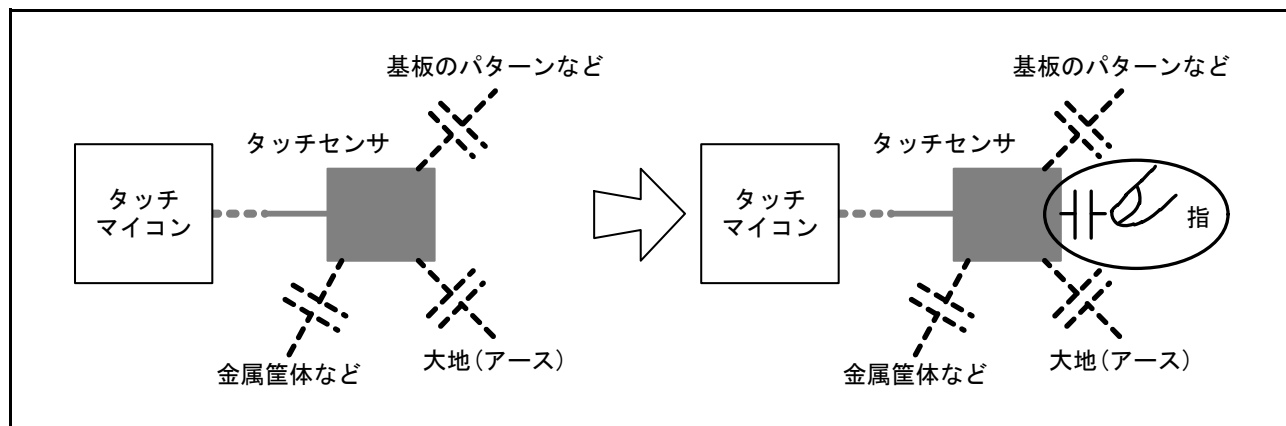 基板のパターンなど
タッチセンサ
タッチ
マイコン
金属筐体など
大地(アース)
基板のパターンなど
タッチセンサ
タッチ
マイコン
指
金属筐体など
大地(アース)